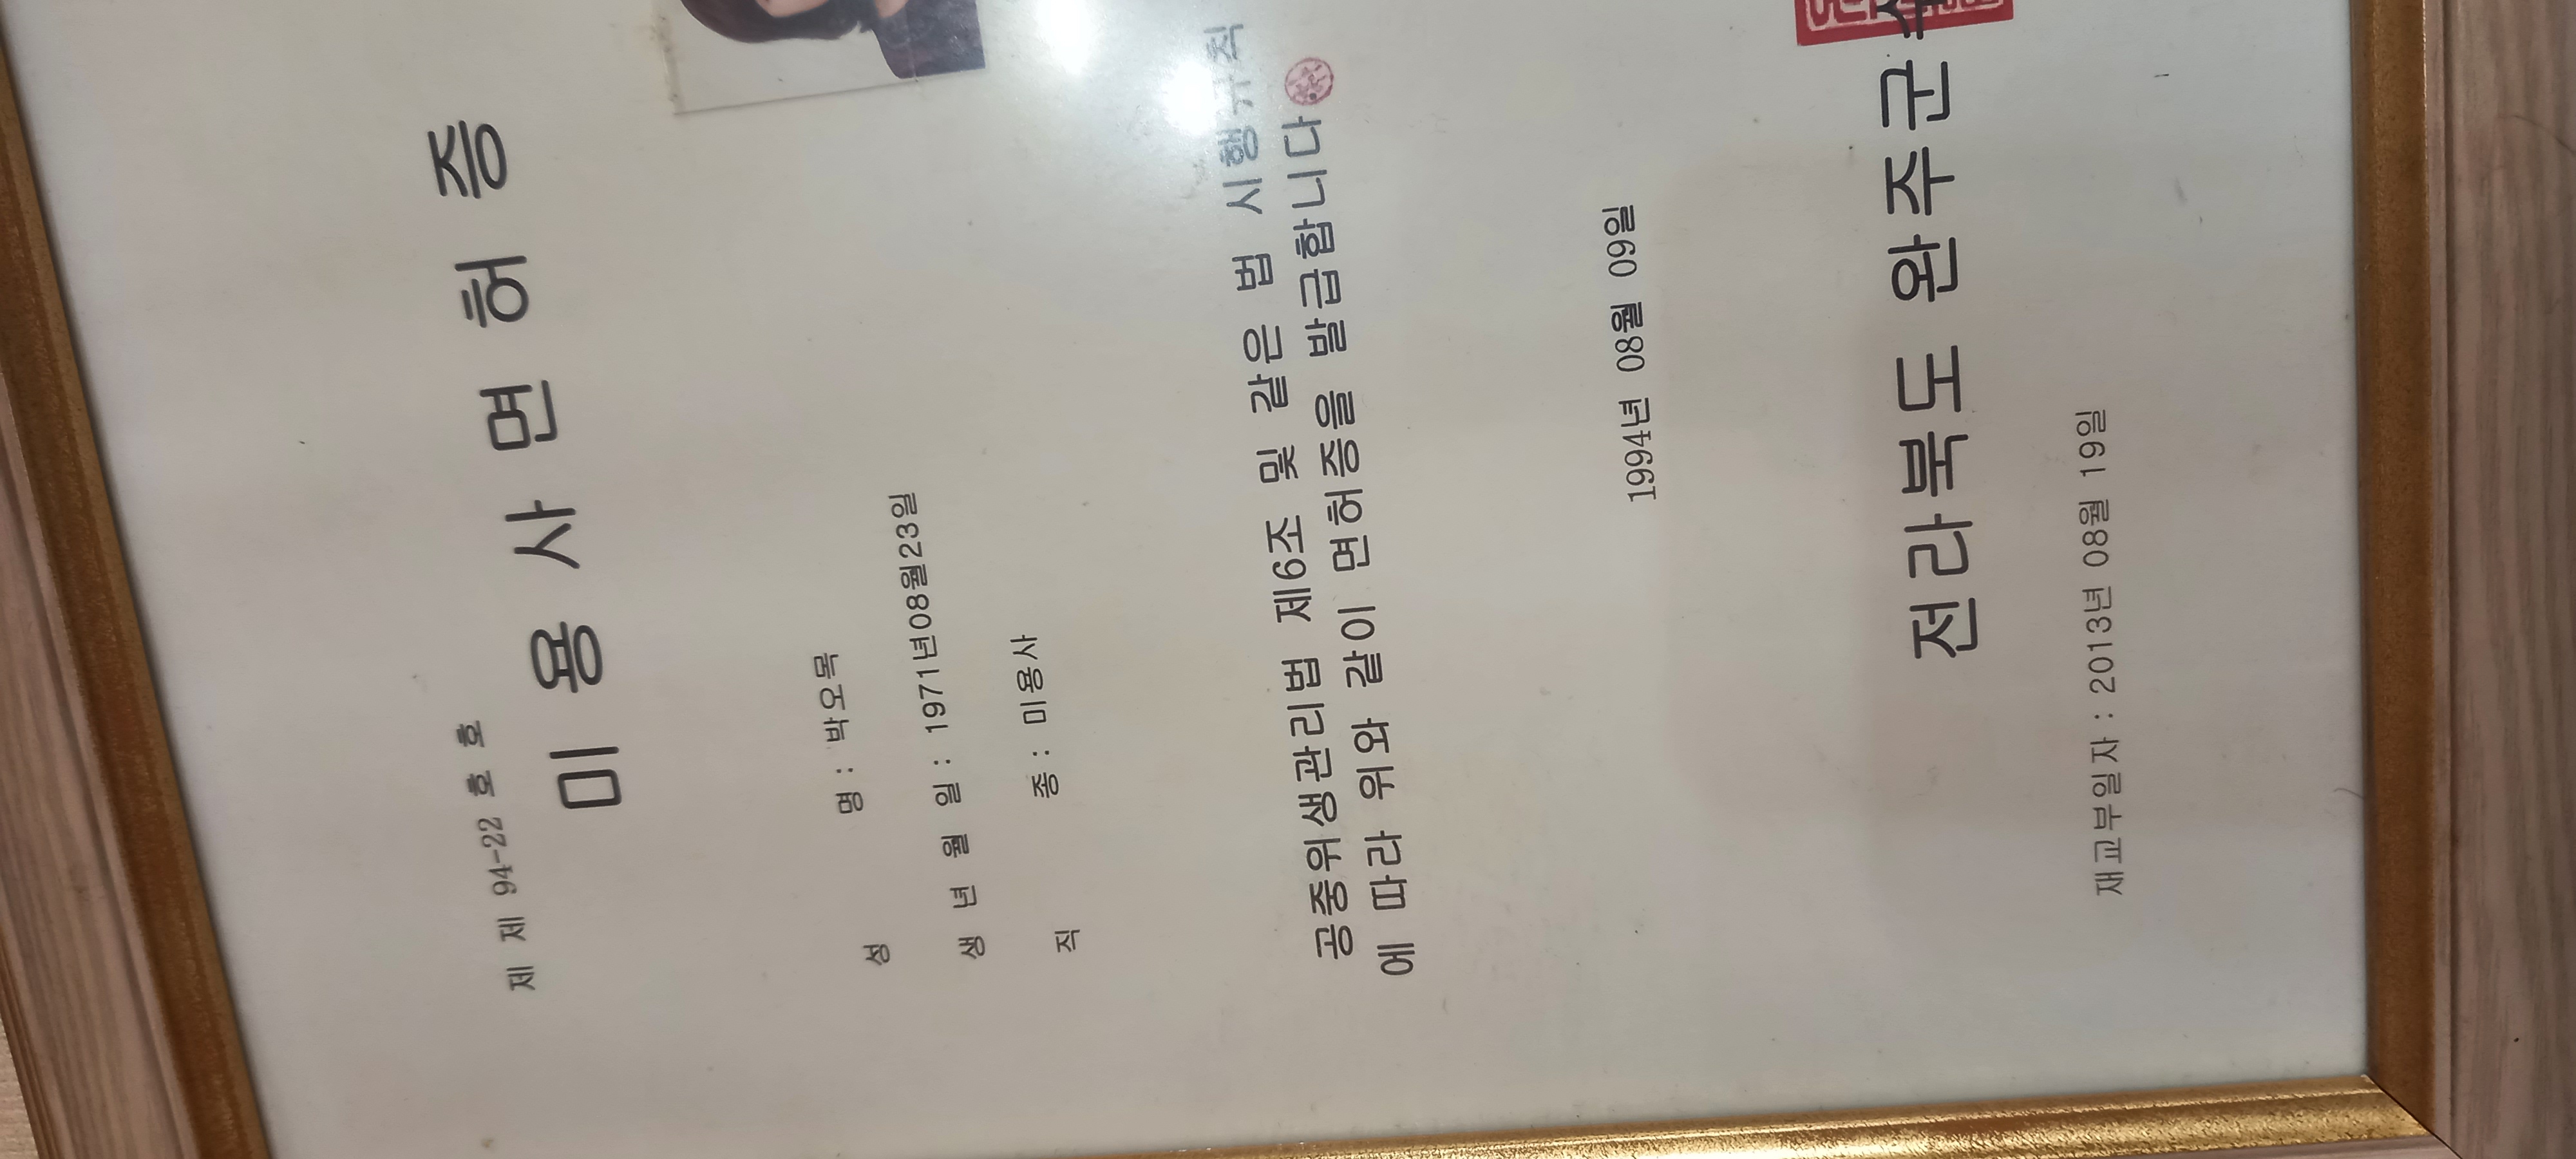 제 제 94-22 호 호
미 용 사 면 허 증
성 명 : 박오목
생 년 월 일 : 1971년08월23일
직 종 : 미용사
공중위생관리법 제6조 및 같은 법 시행규칙
에 따라 위와 같이 면허증을 발급합니다
1994년 08월 09일
전라북도 완주군수
재교부일자 : 2013년 08월 19일